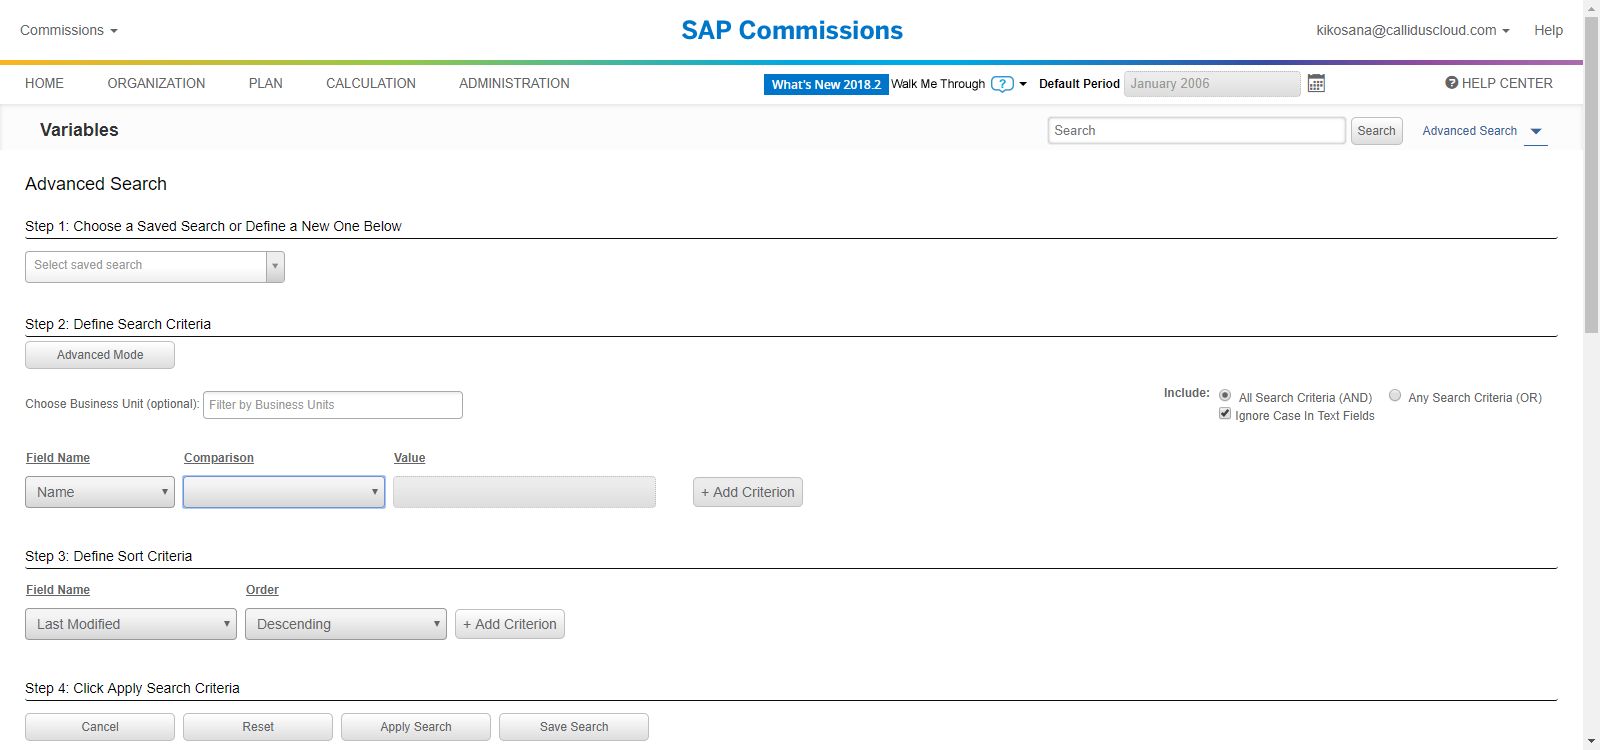 Commissions
SAP Commissions
kikosana@calliduscloud.com
Help
HOME ORGANIZATION PLAN CALCULATION ADMINISTRATION
What's New 2018.2 Walk Me Through ? Default Period January 2006
? HELP CENTER
Variables
Search Search Advanced Search
Advanced Search
Step 1: Choose a Saved Search or Define a New One Below
Select saved search
Step 2: Define Search Criteria
Advanced Mode
Choose Business Unit (optional): Filter by Business Units
Include: All Search Criteria (AND) Any Search Criteria (OR)
Ignore Case In Text Fields
Field Name Comparison Value
Name + Add Criterion
Step 3: Define Sort Criteria
Field Name Order
Last Modified Descending + Add Criterion
Step 4: Click Apply Search Criteria
Cancel Reset Apply Search Save Search